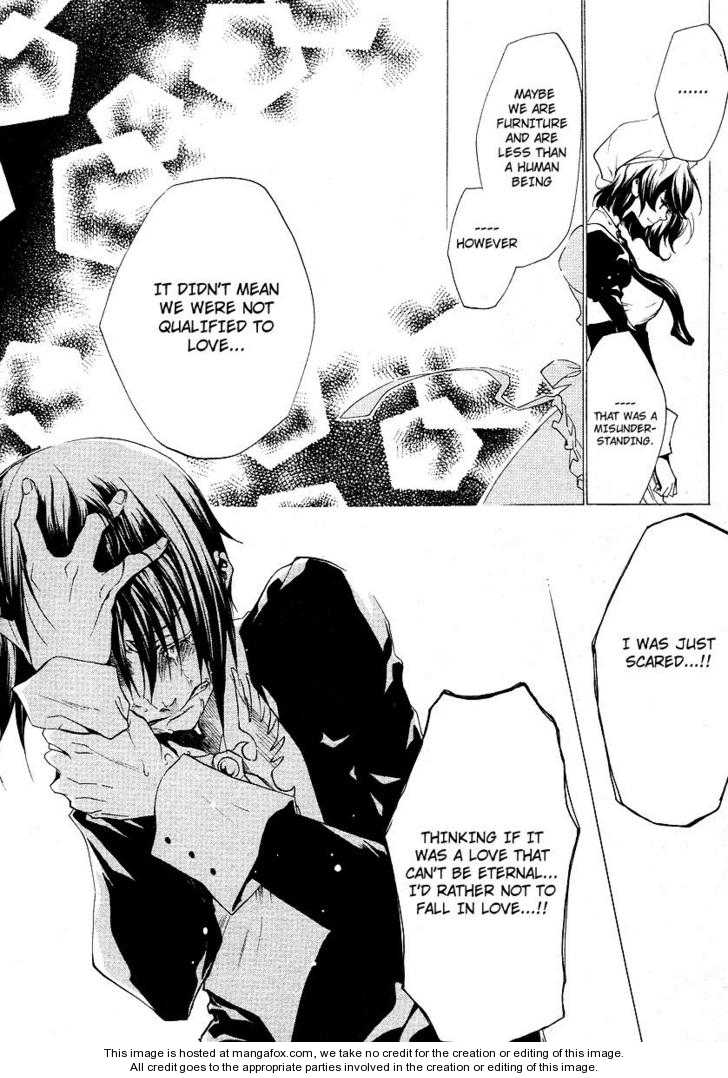 ......
----
THAT WAS A
MISUNDER-
STANDING.
MAYBE
WE ARE
FURNITURE
AND ARE
LESS THAN
A HUMAN
BEING
----
HOWEVER
IT DIDN'T MEAN
WE WERE NOT
QUALIFIED TO
LOVE...
I WAS JUST
SCARED...!!
THINKING IF IT
WAS A LOVE THAT
CAN'T BE ETERNAL...
I'D RATHER NOT TO
FALL IN LOVE...!!
This image is hosted at mangafox.com, we take no credit for the creation or editing of this image.
All credit goes to the appropriate parties involved in the creation or editing of this image.